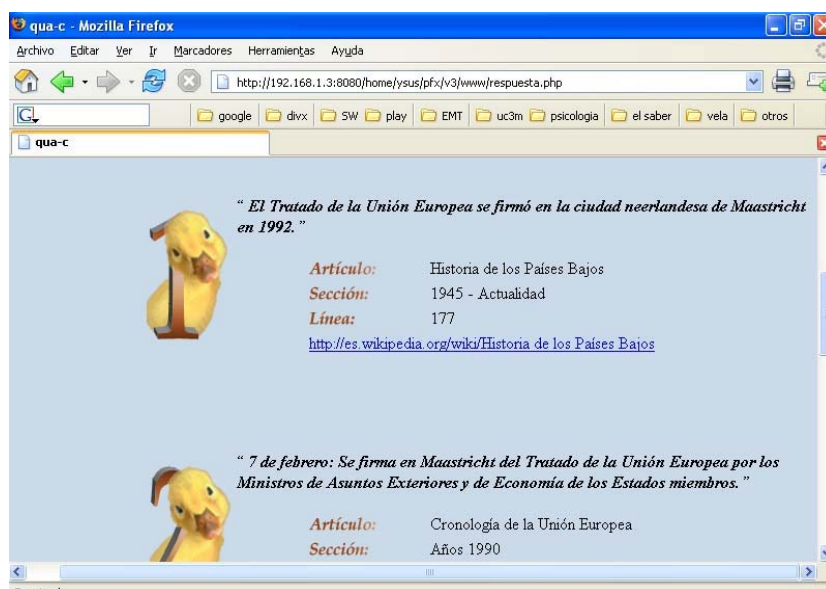 qua-c - Mozilla Firefox
Archivo Editar Ver Ir Marcadores Herramientas Ayuda
http://192.168.1.3:8080/home/ysus/pfx/v3/www/respuesta.php
G google divx SW play EMT uc3m psicologia el saber vela otros
qua-c
“ El Tratado de la Unión Europea se firmó en la ciudad neerlandesa de Maastricht
en 1992. ”
1
Artículo: Historia de los Países Bajos
Sección: 1945 - Actualidad
Línea: 177
http://es.wikipedia.org/wiki/Historia de los Países Bajos
“ 7 de febrero: Se firma en Maastricht del Tratado de la Unión Europea por los
Ministros de Asuntos Exteriores y de Economía de los Estados miembros. ”
2
Artículo: Cronología de la Unión Europea
Sección: Años 1990